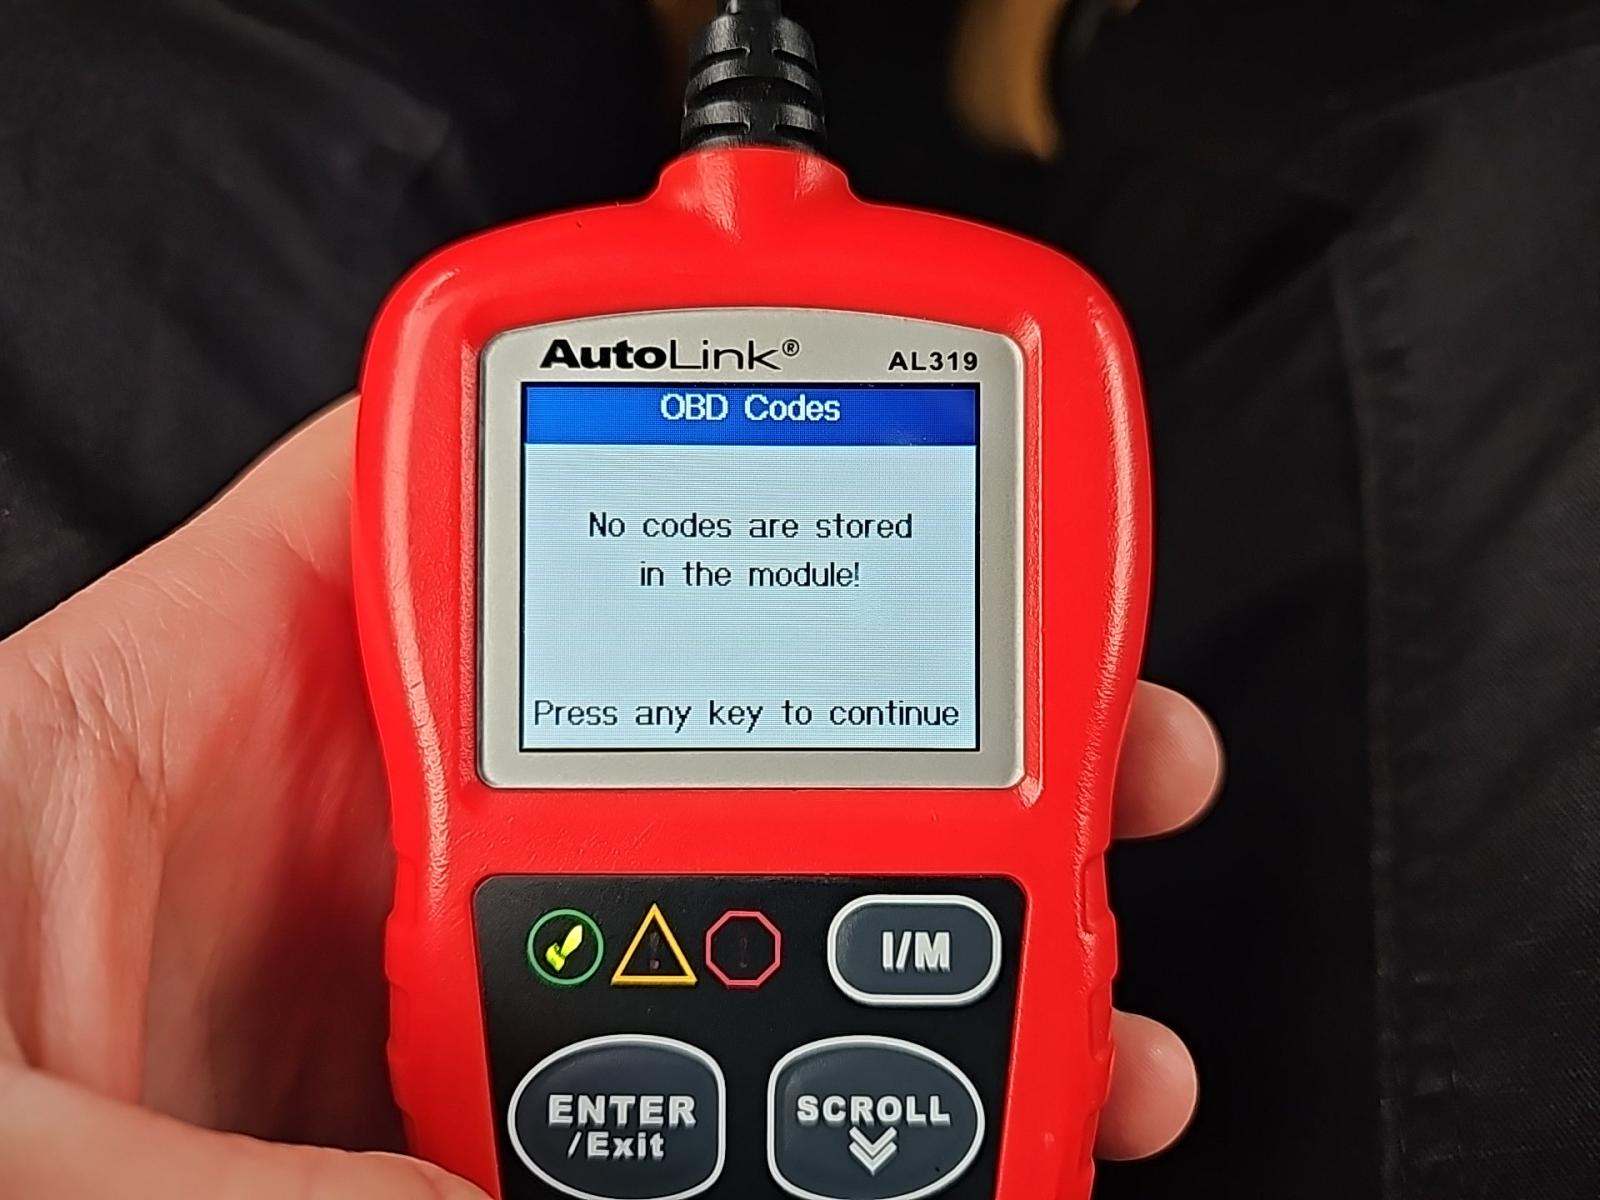 AutoLink® AL319
OBD Codes
No codes are stored
in the module!
Press any key to continue
I/M
ENTER
/Exit
SCROLL